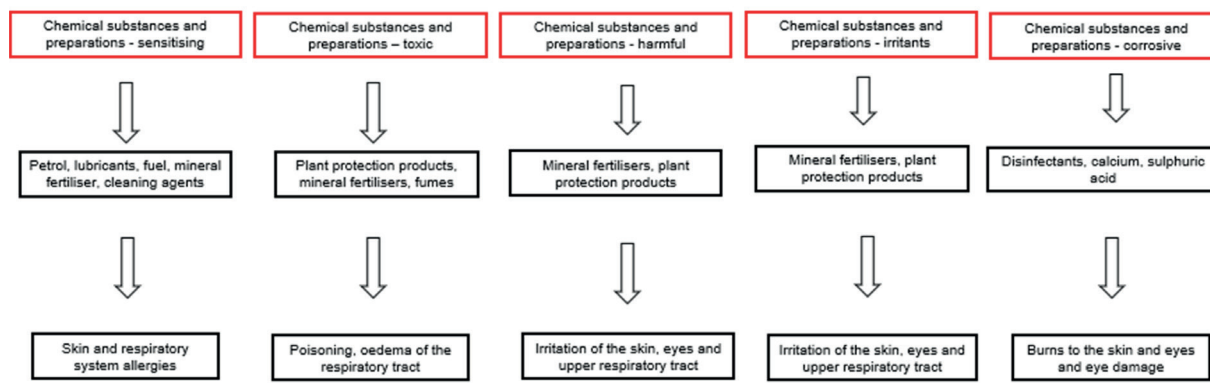 Chemical substances and
preparations - sensitising
Chemical substances and
preparations – toxic
Chemical substances and
preparations - harmful
Chemical substances and
preparations - irritants
Chemical substances and
preparations - corrosive
Petrol, lubricants, fuel, mineral
fertiliser, cleaning agents
Plant protection products,
mineral fertilisers, fumes
Mineral fertilisers, plant
protection products
Mineral fertilisers, plant
protection products
Disinfectants, calcium, sulphuric
acid
Skin and respiratory
system allergies
Poisoning, oedema of the
respiratory tract
Irritation of the skin, eyes and
upper respiratory tract
Irritation of the skin, eyes and
upper respiratory tract
Burns to the skin and eyes
and eye damage